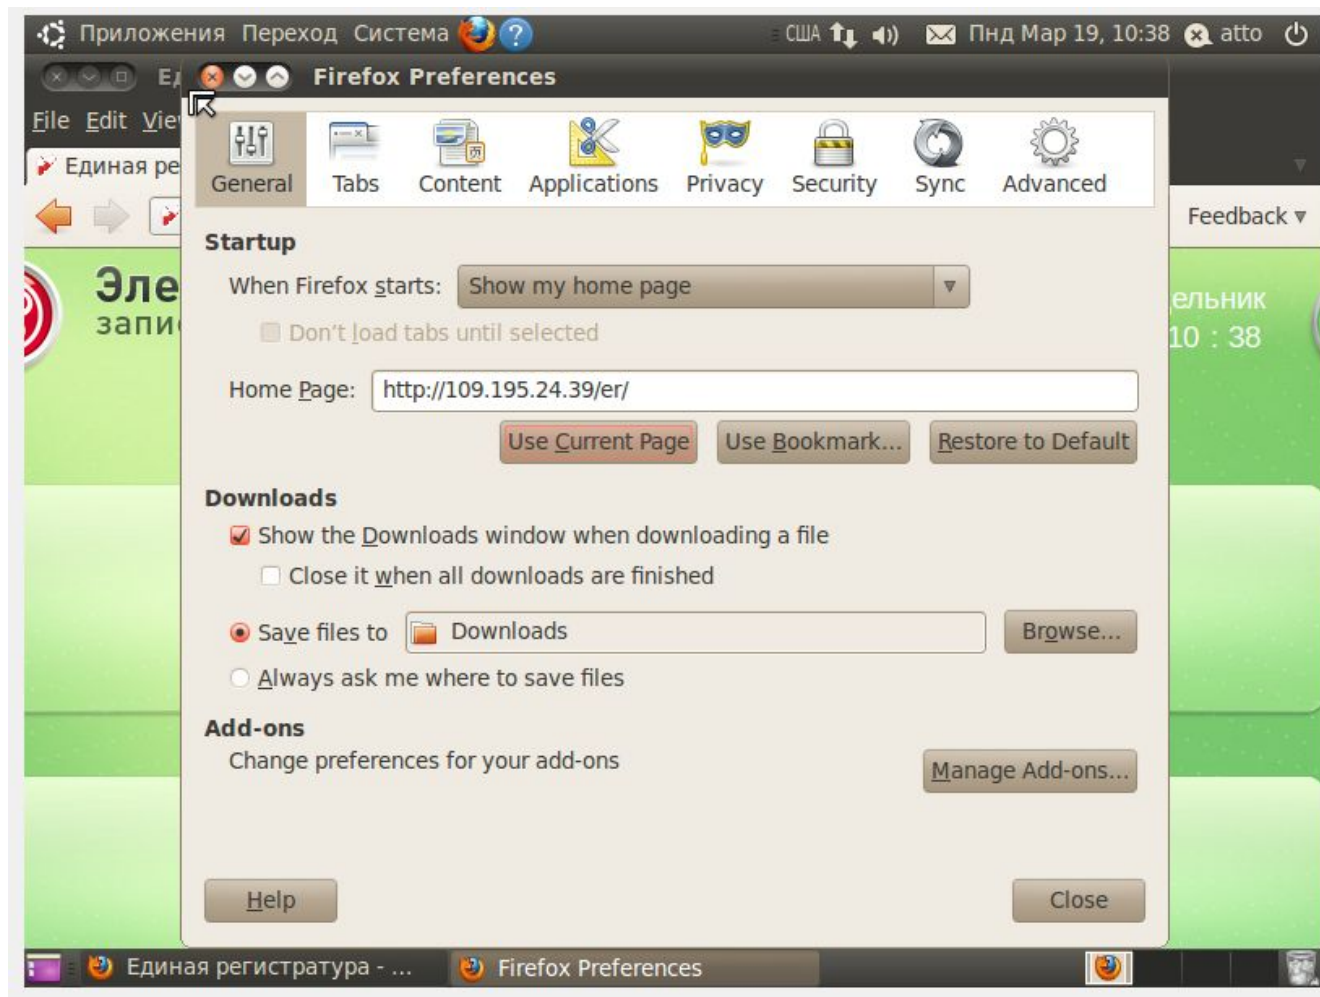 Приложения Переход Система США Пнд Мар 19, 10:38 atto
Firefox Preferences
File Edit
Единая
General Tabs Content Applications Privacy Security Sync Advanced
Feedback
Startup
When Firefox starts: Show my home page
Don't load tabs until selected
10 : 38
Home Page: http://109.195.24.39/er/
Use Current Page Use Bookmark... Restore to Default
Downloads
Show the Downloads window when downloading a file
Close it when all downloads are finished
Save files to Downloads Browse...
Always ask me where to save files
Add-ons
Change preferences for your add-ons
Manage Add-ons...
Help Close
Единая регистратура - ... Firefox Preferences